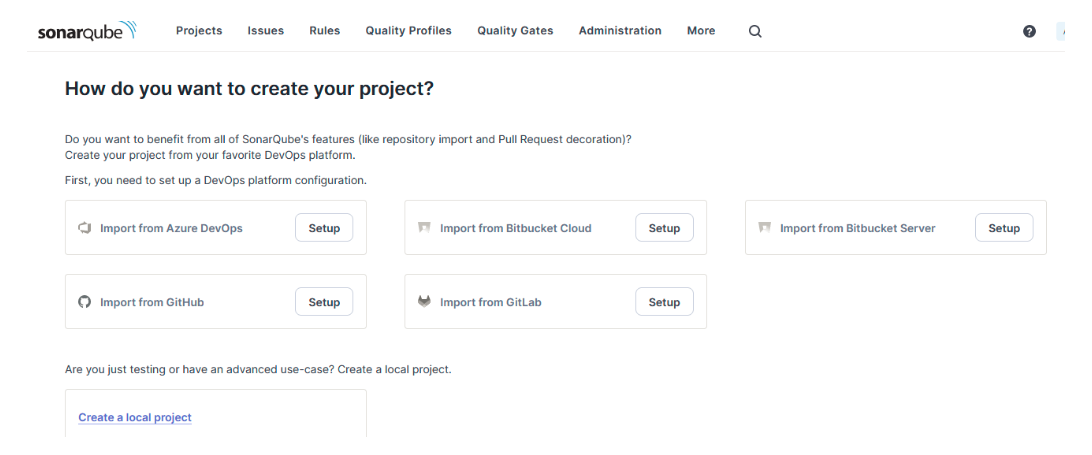 sonarqube
Projects Issues Rules Quality Profiles Quality Gates Administration More
How do you want to create your project?
Do you want to benefit from all of SonarQube's features (like repository import and Pull Request decoration)?
Create your project from your favorite DevOps platform.
First, you need to set up a DevOps platform configuration.
Import from Azure DevOps Setup Import from Bitbucket Cloud Setup Import from Bitbucket Server Setup
Import from GitHub Setup Import from GitLab Setup
Are you just testing or have an advanced use-case? Create a local project.
Create a local project